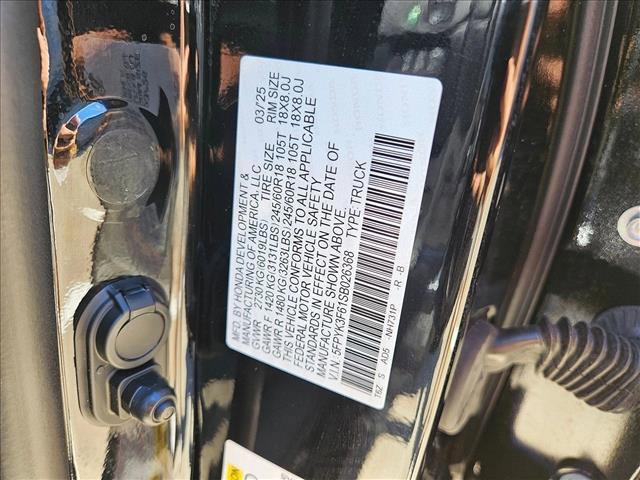 MFD. BY HONDA DEVELOPMENT &
MANUFACTURING OF AMERICA, LLC 03/25
GVWR 2730 KG(6019LBS) TIRE SIZE RIM SIZE
GAWR F 1420 KG(3131LBS) 245/60R18 105T 18X8.0J
GAWR R 1480 KG(3263LBS) 245/60R18 105T 18X8.0J
THIS VEHICLE CONFORMS TO ALL APPLICABLE
FEDERAL MOTOR VEHICLE SAFETY
STANDARDS IN EFFECT ON THE DATE OF
MANUFACTURE SHOWN ABOVE.
V.I.N.: 5FPYK3F61SB026368 TYPE:TRUCK
T6Z S A05 -NH731P -R -B